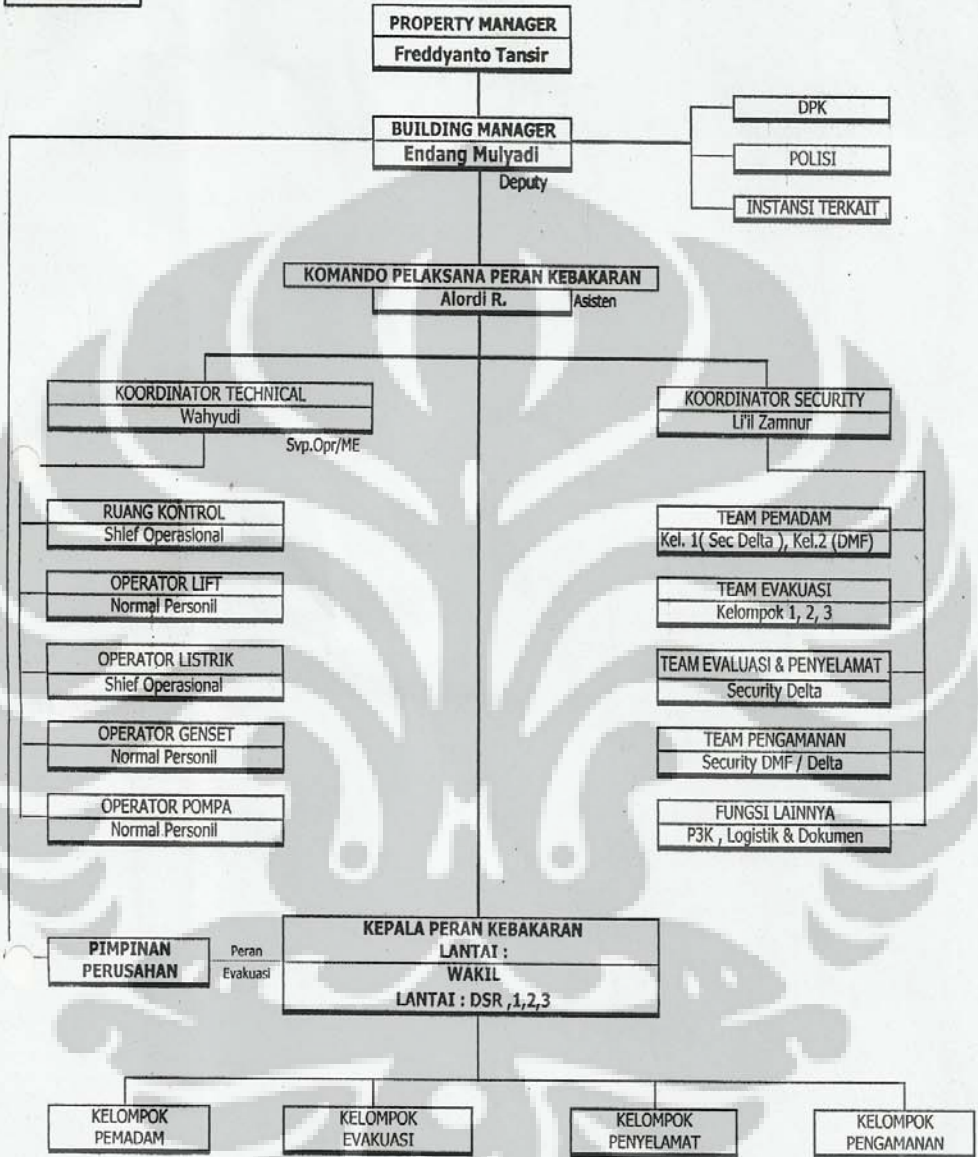 PROPERTY MANAGER
Freddyanto Tansir
BUILDING MANAGER
Endang Mulyadi
Deputy
DPK
POLISI
INSTANSI TERKAIT
KOMANDO PELAKSANA PERAN KEBAKARAN
Alordi R.
Asisten
KOORDINATOR TECHNICAL
Wahyudi
Svp.Opr/ME
KOORDINATOR SECURITY
Li'il Zamnur
RUANG KONTROL
Shief Operasional
OPERATOR LIFT
Normal Personil
OPERATOR LISTRIK
Shief Operasional
OPERATOR GENSET
Normal Personil
OPERATOR POMPA
Normal Personil
TEAM PEMADAM
Kel. 1( Sec Delta ), Kel.2 (DMF)
TEAM EVAKUASI
Kelompok 1, 2, 3
TEAM EVALUASI & PENYELAMAT
Security Delta
TEAM PENGAMANAN
Security DMF / Delta
FUNGSI LAINNYA
P3K , Logistik & Dokumen
PIMPINAN
PERUSAHAN
Peran
Evakuasi
KEPALA PERAN KEBAKARAN
LANTAI :
WAKIL
LANTAI : DSR ,1,2,3
KELOMPOK
PEMADAM
KELOMPOK
EVAKUASI
KELOMPOK
PENYELAMAT
KELOMPOK
PENGAMANAN